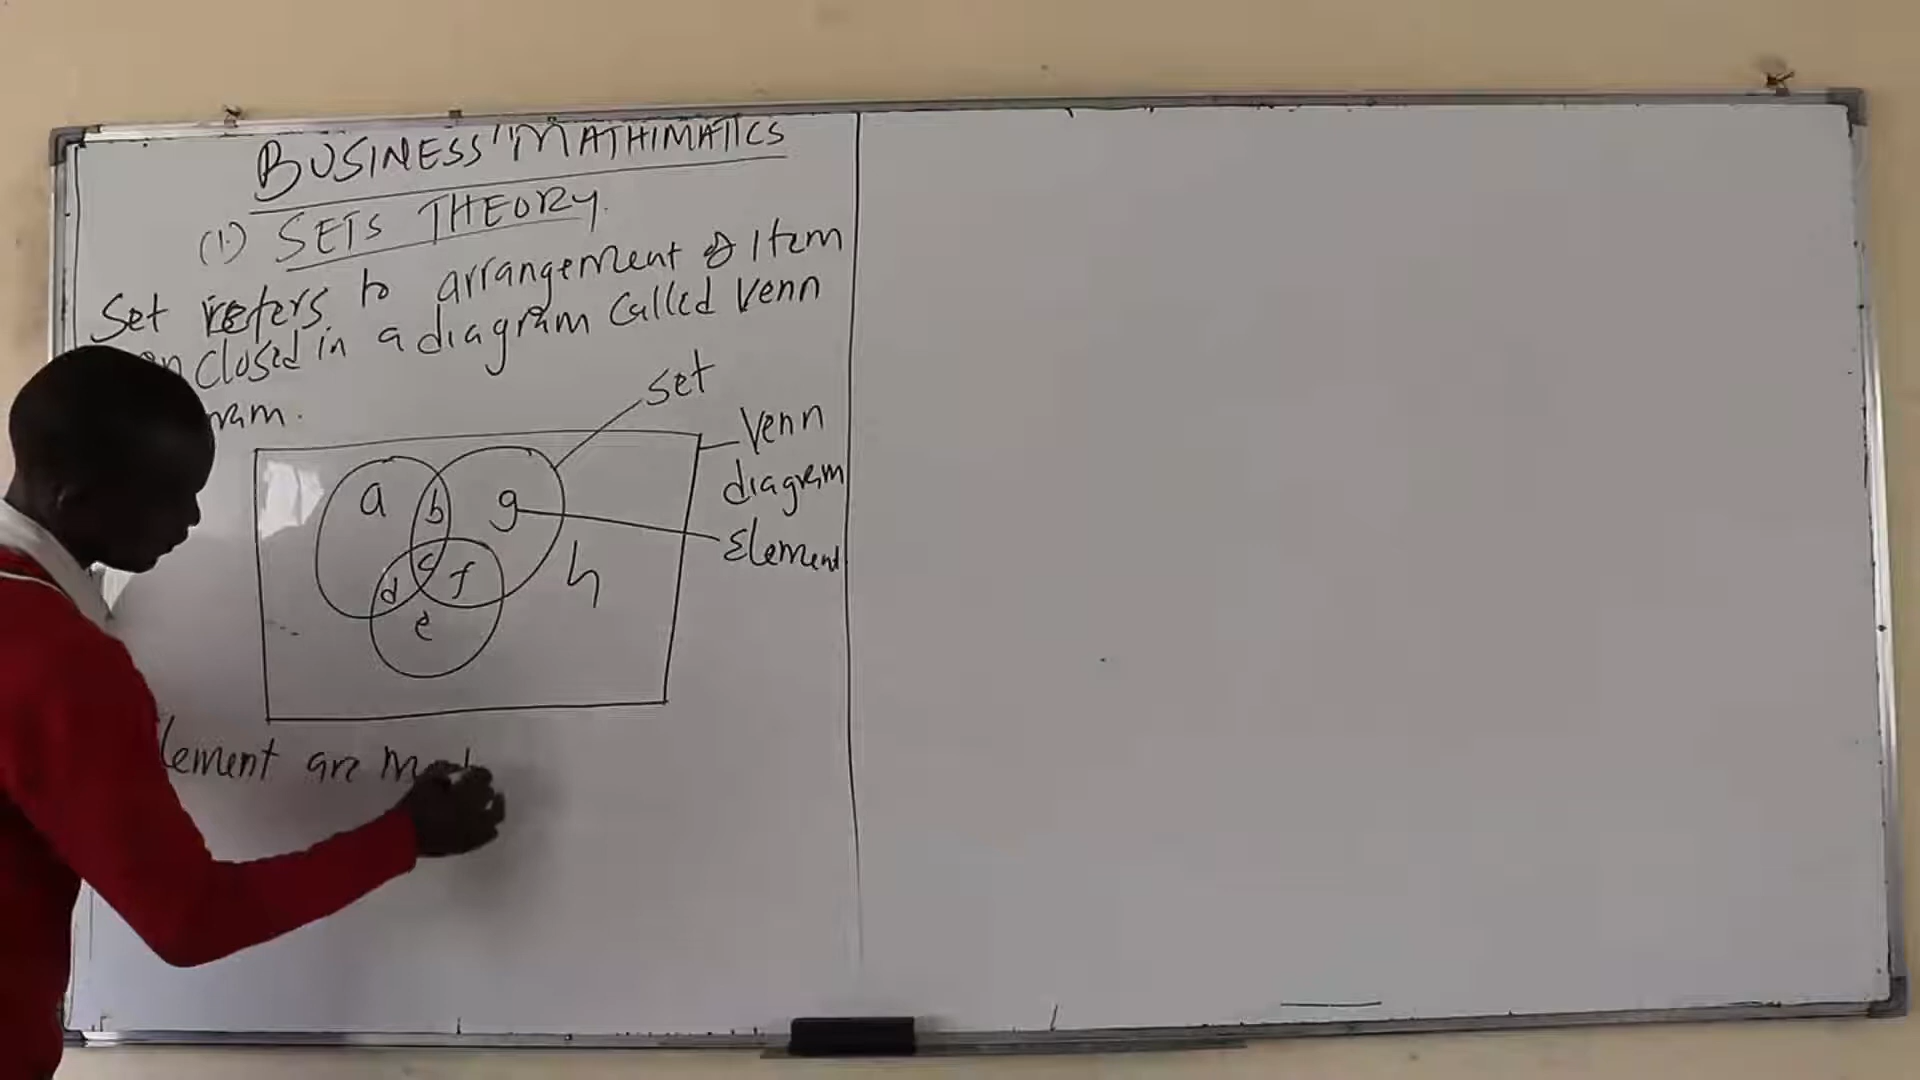 BUSINESS MATHIMATICS
(1.) SETS THEORY.
Set refers to arrangement of Item
Closed in a diagram Called Venn
ram.
Set
Venn
diagram
Element
a
b
g
c
d
f
e
h
lement are